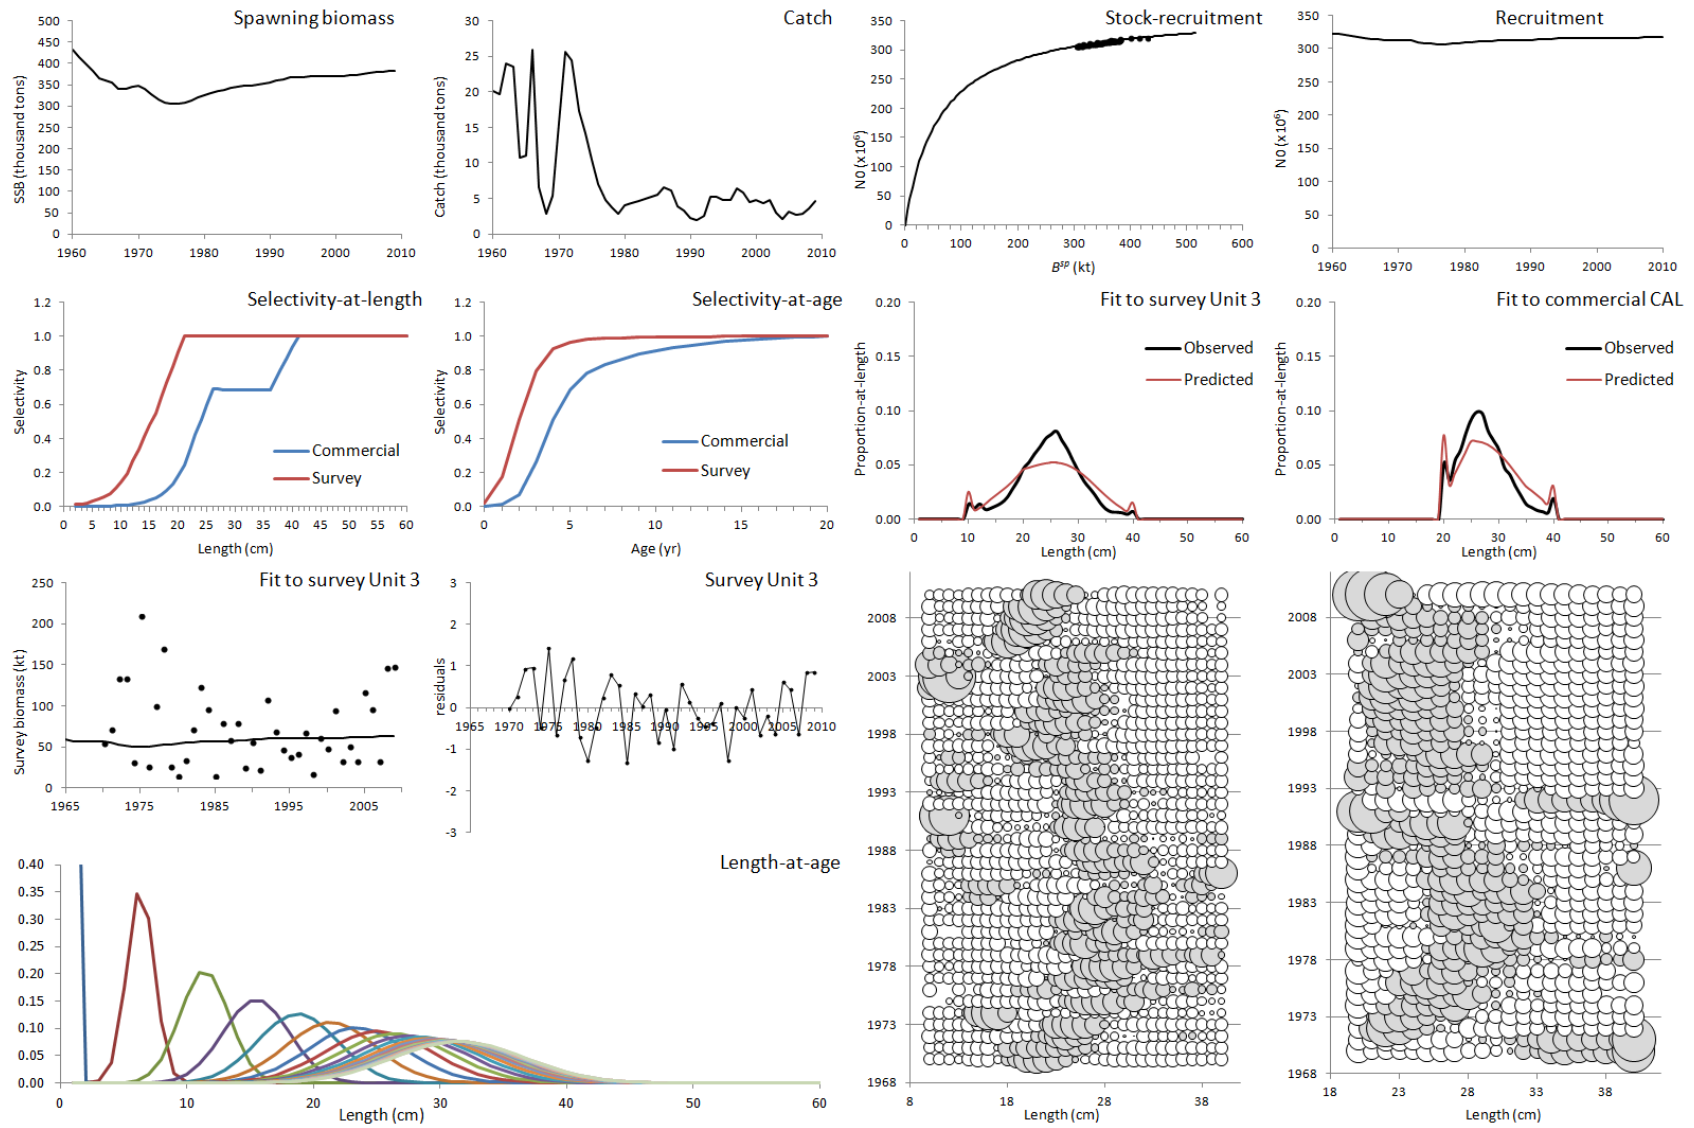 Spawning biomass
SSB (thousand tons)
500
450
400
350
300
250
200
150
100
50
0
1960 1970 1980 1990 2000 2010
Catch
Catch (thousand tons)
30
25
20
15
10
5
0
1960 1970 1980 1990 2000 2010
Stock-recruitment
N0 (x10⁶)
350
300
250
200
150
100
50
0
0 100 200 300 400 500 600
Bˢᵖ (kt)
Recruitment
N0 (x10⁶)
350
300
250
200
150
100
50
0
1960 1970 1980 1990 2000 2010
Selectivity-at-length
Selectivity
1.2
1.0
0.8
0.6
0.4
0.2
0.0
Commercial
Survey
0 5 10 15 20 25 30 35 40 45 50 55 60
Length (cm)
Selectivity-at-age
Selectivity
1.2
1.0
0.8
0.6
0.4
0.2
0.0
Commercial
Survey
0 5 10 15 20
Age (yr)
Fit to survey Unit 3
Proportion-at-length
0.20
0.15
0.10
0.05
0.00
Observed
Predicted
0 10 20 30 40 50 60
Length (cm)
Fit to commercial CAL
Proportion-at-length
0.20
0.15
0.10
0.05
0.00
Observed
Predicted
0 10 20 30 40 50 60
Length (cm)
Fit to survey Unit 3
Survey biomass (kt)
250
200
150
100
50
0
1965 1975 1985 1995 2005
Survey Unit 3
residuals
3
2
1
0
-1
-2
-3
1965 1970 1975 1980 1985 1990 1995 2000 2005 2010
2008
2003
1998
1993
1988
1983
1978
1973
1968
8 18 28 38
Length (cm)
2008
2003
1998
1993
1988
1983
1978
1973
1968
18 23 28 33 38
Length (cm)
Length-at-age
0.40
0.35
0.30
0.25
0.20
0.15
0.10
0.05
0.00
0 10 20 30 40 50 60
Length (cm)